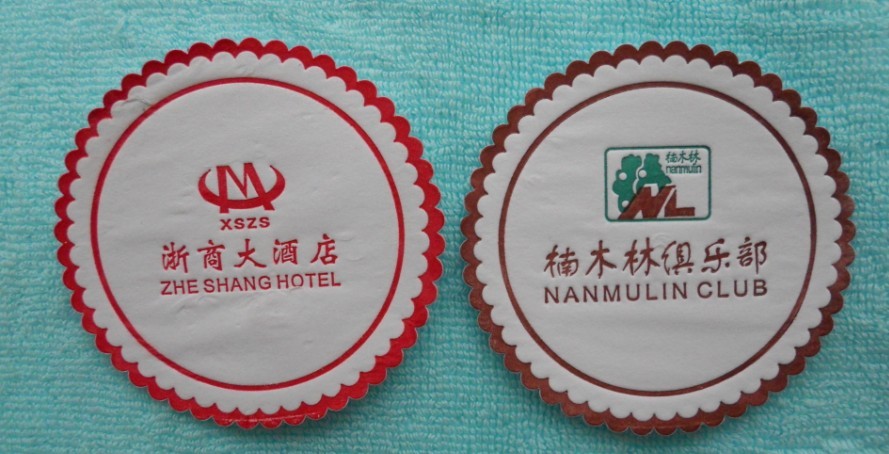 XSZS
浙商大酒店
ZHE SHANG HOTEL
楠木林
nanmulin
NL
楠木林俱乐部
NANMULIN CLUB